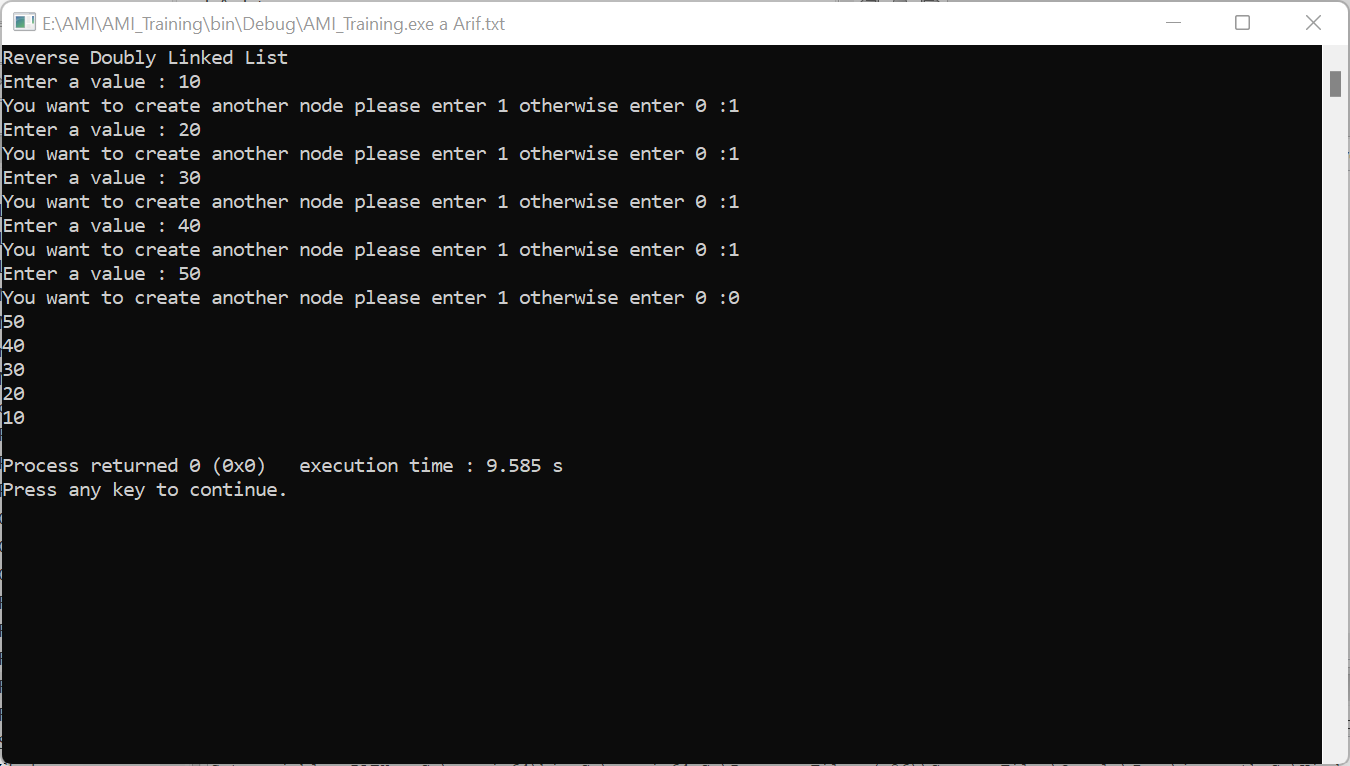 E:\AMI\AMI_Training\bin\Debug\AMI_Training.exe a Arif.txt
Reverse Doubly Linked List
Enter a value : 10
You want to create another node please enter 1 otherwise enter 0 :1
Enter a value : 20
You want to create another node please enter 1 otherwise enter 0 :1
Enter a value : 30
You want to create another node please enter 1 otherwise enter 0 :1
Enter a value : 40
You want to create another node please enter 1 otherwise enter 0 :1
Enter a value : 50
You want to create another node please enter 1 otherwise enter 0 :0
50
40
30
20
10
Process returned 0 (0x0)   execution time : 9.585 s
Press any key to continue.